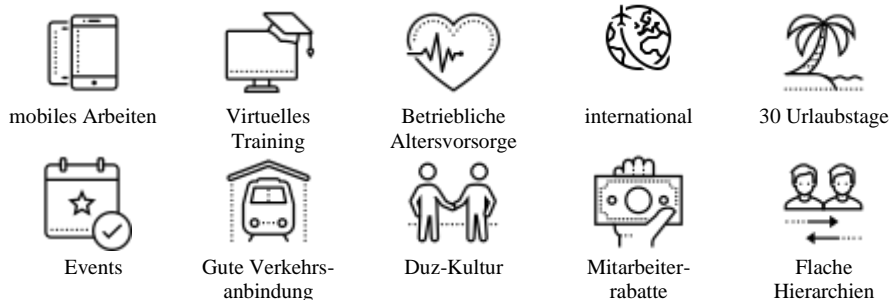 mobiles Arbeiten
Virtuelles
Training
Betriebliche
Altersvorsorge
international
30 Urlaubstage
Events
Gute Verkehrs-
anbindung
Duz-Kultur
Mitarbeiter-
rabatte
Flache
Hierarchien